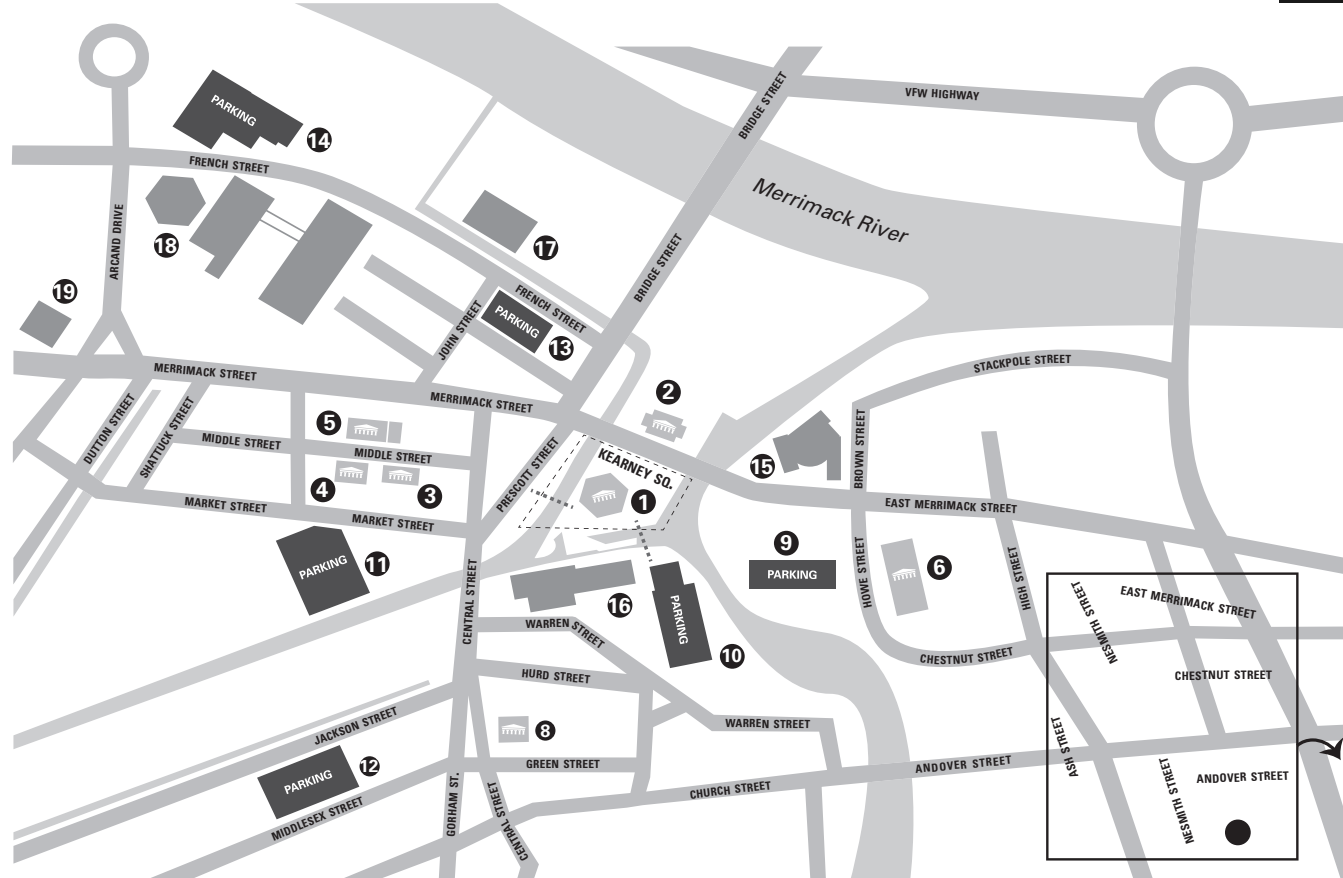 VFW HIGHWAY
BRIDGE STREET
PARKING
14
FRENCH STREET
Merrimack River
ARCAND DRIVE
18
17
BRIDGE STREET
19
FRENCH STREET
PARKING
13
JOHN STREET
MERRIMACK STREET
MERRIMACK STREET
STACKPOLE STREET
2
5
DUTTON STREET
SHATTUCK STREET
MIDDLE STREET
MIDDLE STREET
PRESCOTT STREET
KEARNEY SQ.
15
BROWN STREET
4
3
1
MARKET STREET
MARKET STREET
EAST MERRIMACK STREET
9
PARKING
11
PARKING
HOWE STREET
6
HIGH STREET
CENTRAL STREET
16
PARKING
10
WARREN STREET
NESMITH STREET
EAST MERRIMACK STREET
CHESTNUT STREET
HURD STREET
CHESTNUT STREET
JACKSON STREET
8
WARREN STREET
ASH STREET
12
PARKING
GREEN STREET
ANDOVER STREET
NESMITH STREET
ANDOVER STREET
MIDDLESEX STREET
GORHAM ST.
CENTRAL STREET
CHURCH STREET